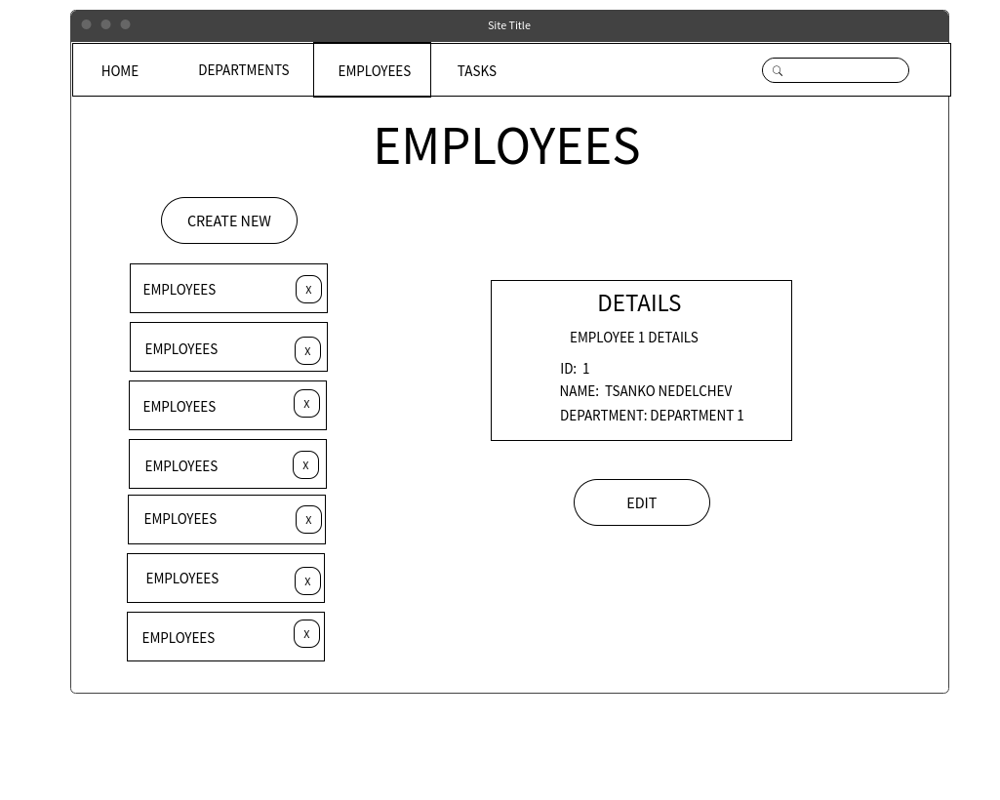 Site Title
HOME DEPARTMENTS EMPLOYEES TASKS
EMPLOYEES
CREATE NEW
EMPLOYEES X
EMPLOYEES X
EMPLOYEES X
EMPLOYEES X
EMPLOYEES X
EMPLOYEES X
EMPLOYEES X
DETAILS
EMPLOYEE 1 DETAILS
ID: 1
NAME: TSANKO NEDELCHEV
DEPARTMENT: DEPARTMENT 1
EDIT